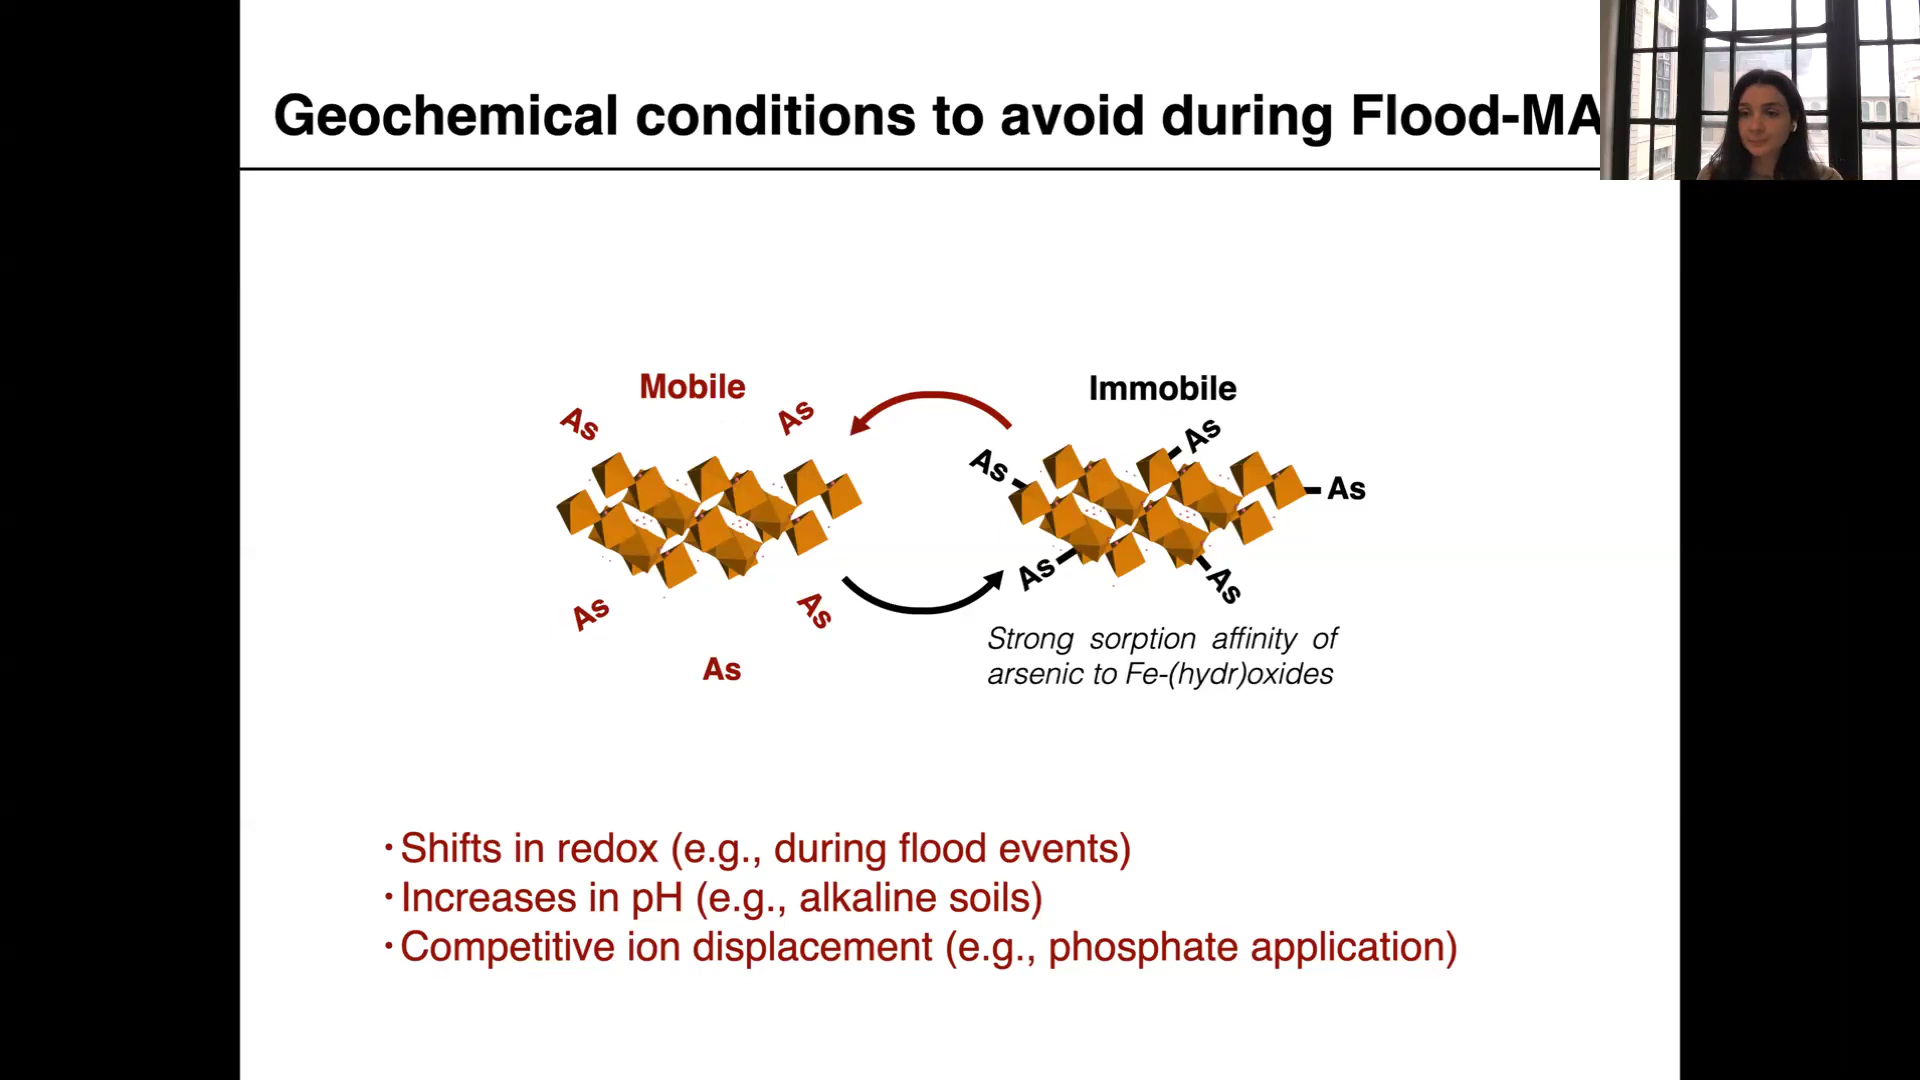 Geochemical conditions to avoid during Flood-MA
Mobile
Immobile
As
As
As
As
As
As
As
As
As
As
Strong sorption affinity of
arsenic to Fe-(hydr)oxides
· Shifts in redox (e.g., during flood events)
· Increases in pH (e.g., alkaline soils)
· Competitive ion displacement (e.g., phosphate application)